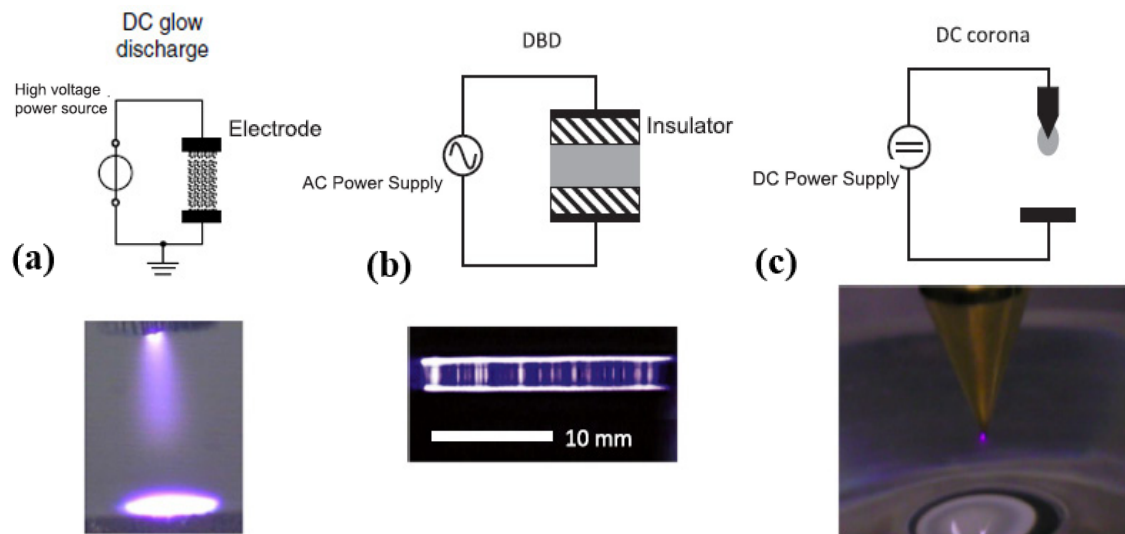 DC glow
discharge
High voltage
power source
Electrode
(a)
DBD
Insulator
AC Power Supply
(b)
10 mm
DC corona
DC Power Supply
(c)